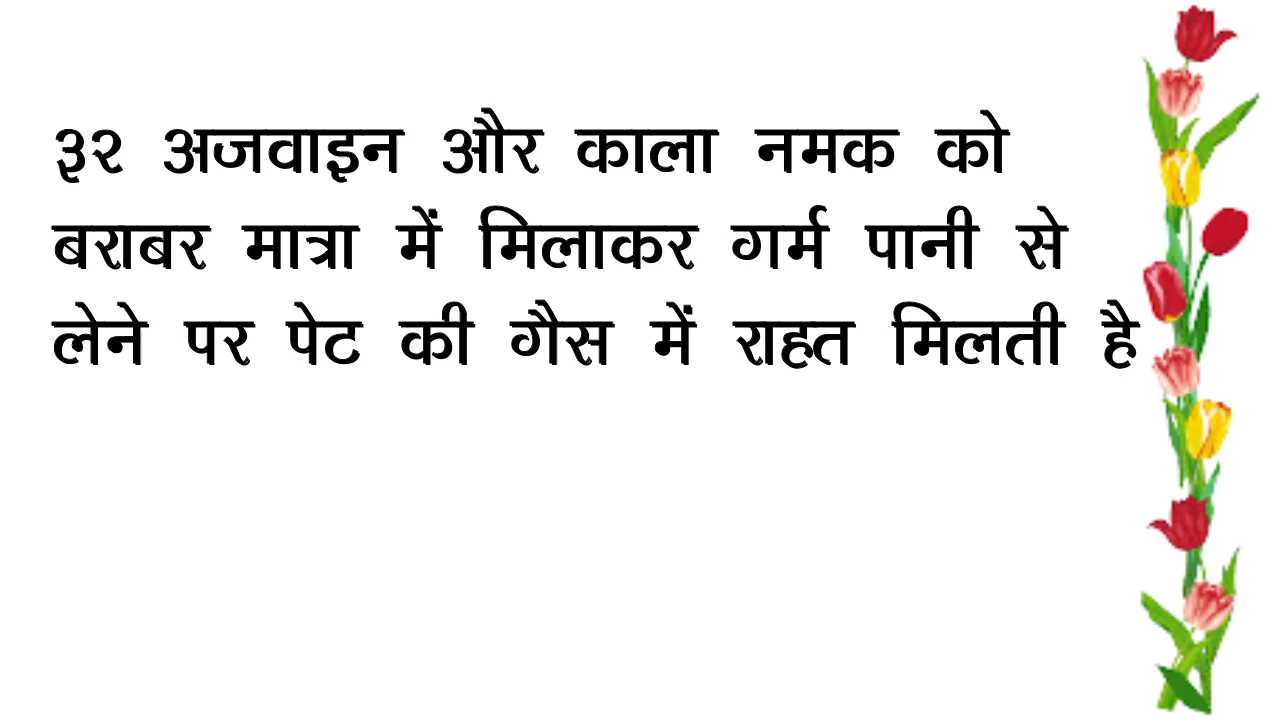 ३२ अजवाइन और काला नमक को
बराबर मात्रा में मिलाकर गर्म पानी से
लेने पर पेट की गैस में राहत मिलती है